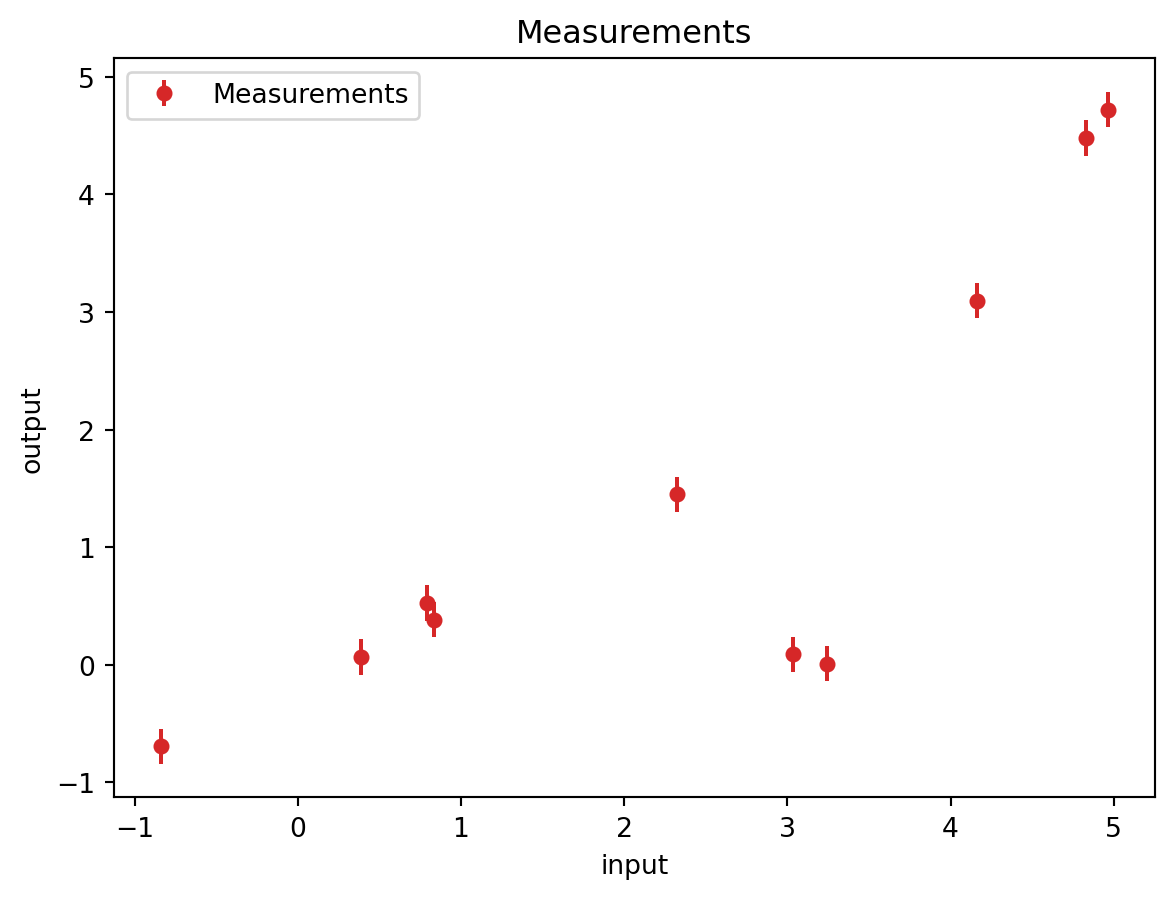 Measurements
Measurements
5
4
3
2
1
0
−1
output
−1 0 1 2 3 4 5
input